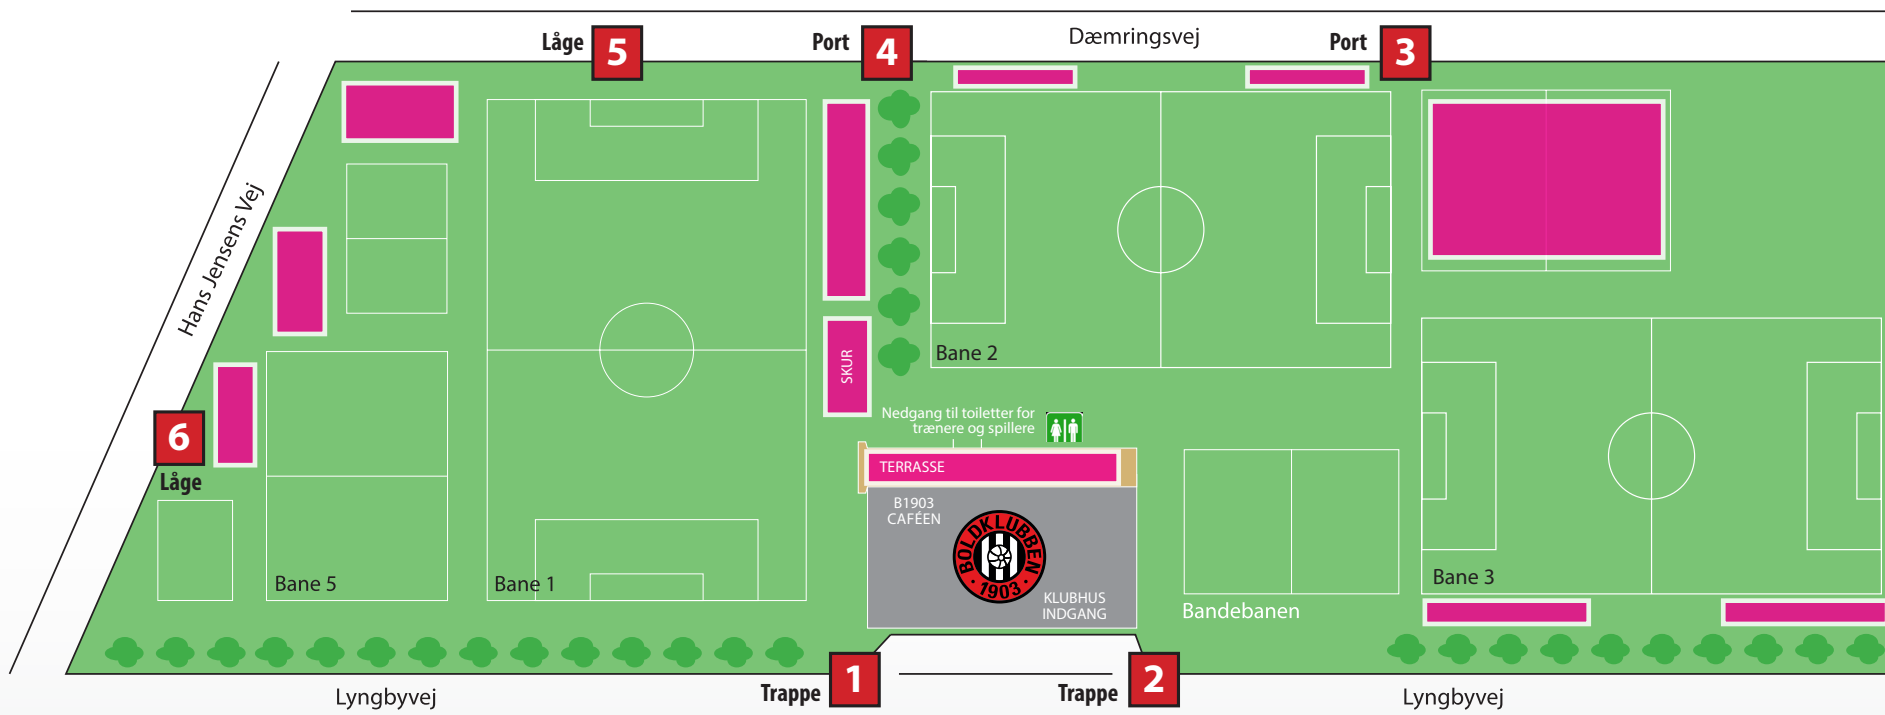 Låge 5
Port 4
Dæmringsvej
Port 3
Hans Jensens Vej
Bane 2
SKUR
Nedgang til toiletter for
trænere og spillere
6
Låge
TERRASSE
B1903
CAFÉEN
BOLDKLUBBEN
· 1903 ·
KLUBHUS
INDGANG
Bane 5
Bane 1
Bane 3
Bandebanen
Trappe 1
Trappe 2
Lyngbyvej
Lyngbyvej